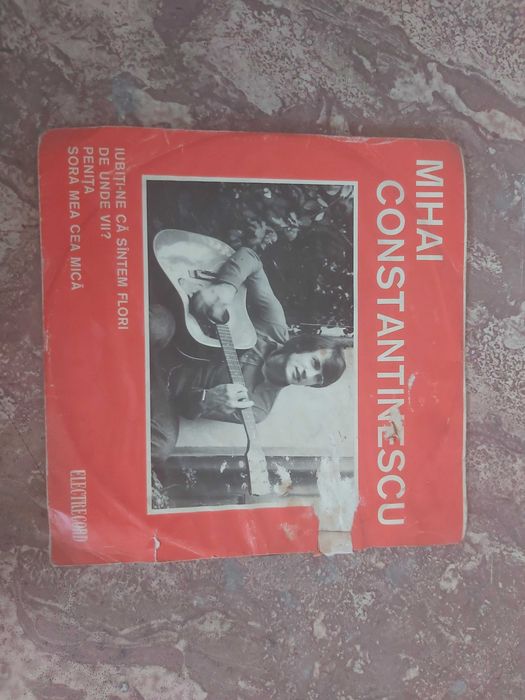 MIHAI
CONSTANTINESCU
IUBIȚI-NE CĂ SÎNTEM FLORI
DE UNDE VII?
PENIȚA
SORA MEA CEA MICĂ
ELECTRECORD